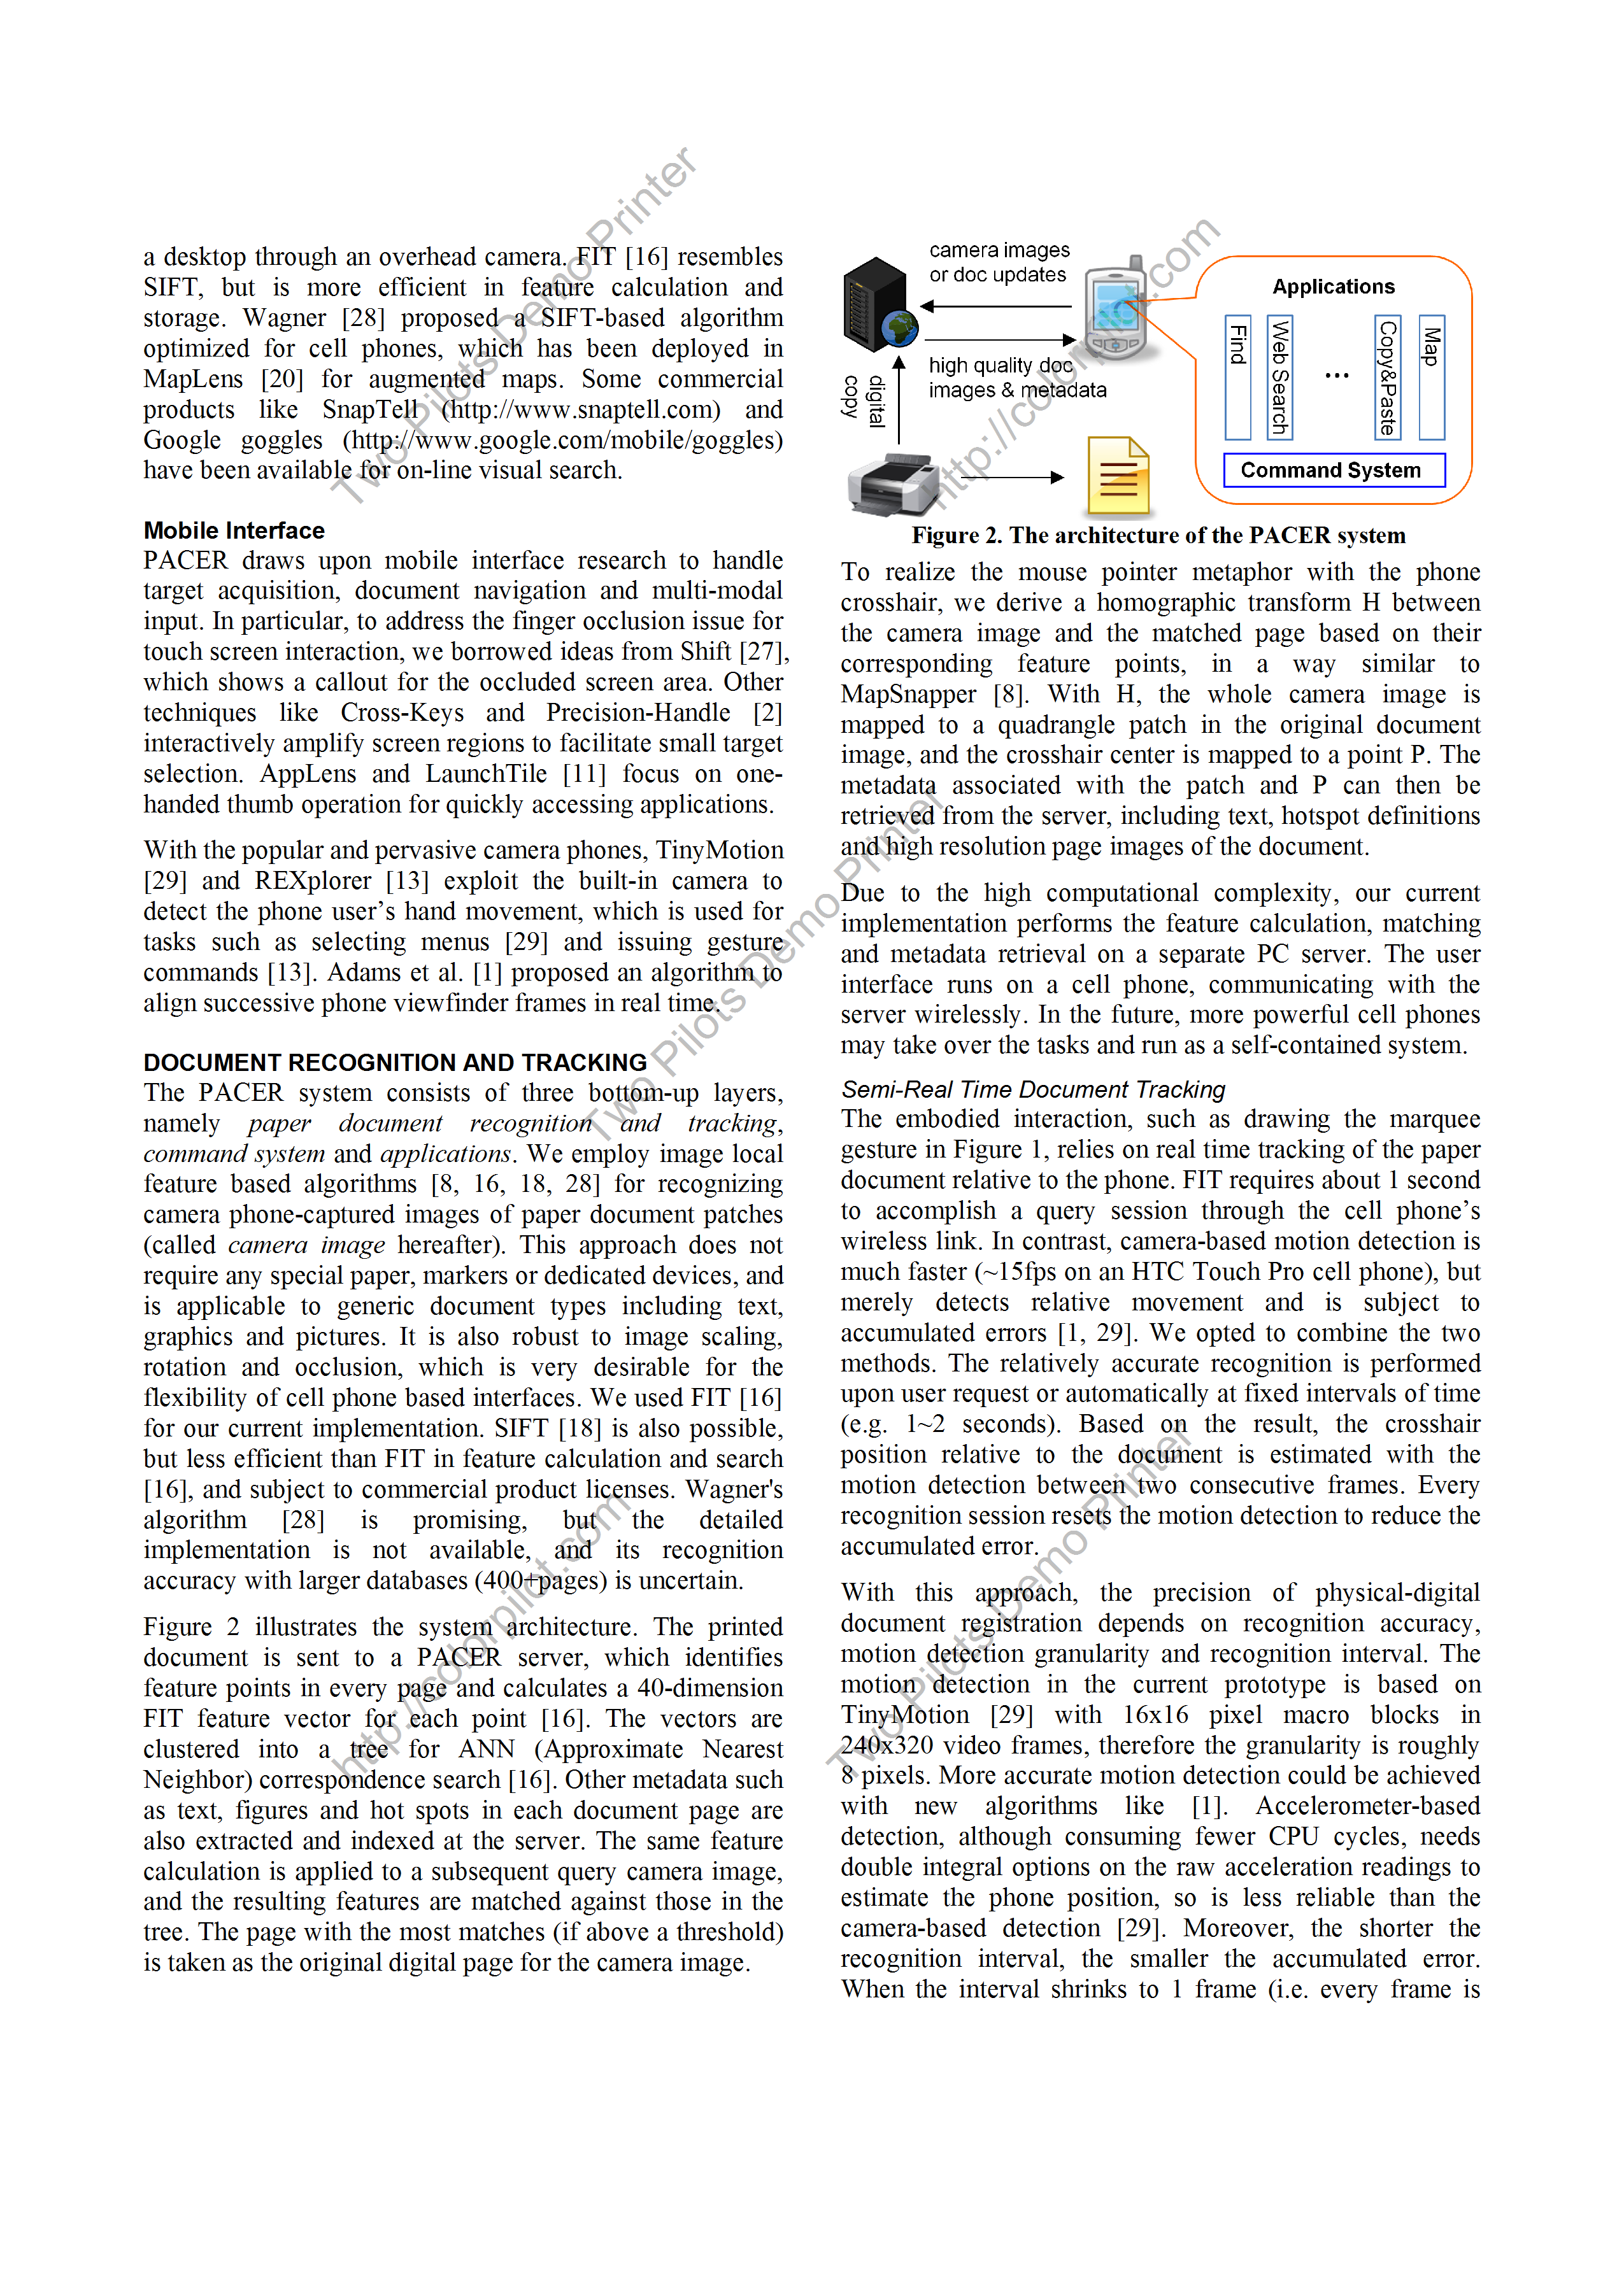 a desktop through an overhead camera. FIT [16] resembles
SIFT, but is more efficient in feature calculation and
storage. Wagner [28] proposed a SIFT-based algorithm
optimized for cell phones, which has been deployed in
MapLens [20] for augmented maps. Some commercial
products like SnapTell (http://www.snaptell.com) and
Google goggles (http://www.google.com/mobile/goggles)
have been available for on-line visual search.
Mobile Interface
PACER draws upon mobile interface research to handle
target acquisition, document navigation and multi-modal
input. In particular, to address the finger occlusion issue for
touch screen interaction, we borrowed ideas from Shift [27],
which shows a callout for the occluded screen area. Other
techniques like Cross-Keys and Precision-Handle [2]
interactively amplify screen regions to facilitate small target
selection. AppLens and LaunchTile [11] focus on one-
handed thumb operation for quickly accessing applications.
With the popular and pervasive camera phones, TinyMotion
[29] and REXplorer [13] exploit the built-in camera to
detect the phone user’s hand movement, which is used for
tasks such as selecting menus [29] and issuing gesture
commands [13]. Adams et al. [1] proposed an algorithm to
align successive phone viewfinder frames in real time.
DOCUMENT RECOGNITION AND TRACKING
The PACER system consists of three bottom-up layers,
namely paper document recognition and tracking,
command system and applications. We employ image local
feature based algorithms [8, 16, 18, 28] for recognizing
camera phone-captured images of paper document patches
(called camera image hereafter). This approach does not
require any special paper, markers or dedicated devices, and
is applicable to generic document types including text,
graphics and pictures. It is also robust to image scaling,
rotation and occlusion, which is very desirable for the
flexibility of cell phone based interfaces. We used FIT [16]
for our current implementation. SIFT [18] is also possible,
but less efficient than FIT in feature calculation and search
[16], and subject to commercial product licenses. Wagner's
algorithm [28] is promising, but the detailed
implementation is not available, and its recognition
accuracy with larger databases (400+pages) is uncertain.
Figure 2 illustrates the system architecture. The printed
document is sent to a PACER server, which identifies
feature points in every page and calculates a 40-dimension
FIT feature vector for each point [16]. The vectors are
clustered into a tree for ANN (Approximate Nearest
Neighbor) correspondence search [16]. Other metadata such
as text, figures and hot spots in each document page are
also extracted and indexed at the server. The same feature
calculation is applied to a subsequent query camera image,
and the resulting features are matched against those in the
tree. The page with the most matches (if above a threshold)
is taken as the original digital page for the camera image.
camera images
or doc updates
high quality doc
images & metadata
digital
copy
Applications
Find
Web Search
...
Copy&Paste
Map
Command System
Figure 2. The architecture of the PACER system
To realize the mouse pointer metaphor with the phone
crosshair, we derive a homographic transform H between
the camera image and the matched page based on their
corresponding feature points, in a way similar to
MapSnapper [8]. With H, the whole camera image is
mapped to a quadrangle patch in the original document
image, and the crosshair center is mapped to a point P. The
metadata associated with the patch and P can then be
retrieved from the server, including text, hotspot definitions
and high resolution page images of the document.
Due to the high computational complexity, our current
implementation performs the feature calculation, matching
and metadata retrieval on a separate PC server. The user
interface runs on a cell phone, communicating with the
server wirelessly. In the future, more powerful cell phones
may take over the tasks and run as a self-contained system.
Semi-Real Time Document Tracking
The embodied interaction, such as drawing the marquee
gesture in Figure 1, relies on real time tracking of the paper
document relative to the phone. FIT requires about 1 second
to accomplish a query session through the cell phone’s
wireless link. In contrast, camera-based motion detection is
much faster (~15fps on an HTC Touch Pro cell phone), but
merely detects relative movement and is subject to
accumulated errors [1, 29]. We opted to combine the two
methods. The relatively accurate recognition is performed
upon user request or automatically at fixed intervals of time
(e.g. 1~2 seconds). Based on the result, the crosshair
position relative to the document is estimated with the
motion detection between two consecutive frames. Every
recognition session resets the motion detection to reduce the
accumulated error.
With this approach, the precision of physical-digital
document registration depends on recognition accuracy,
motion detection granularity and recognition interval. The
motion detection in the current prototype is based on
TinyMotion [29] with 16x16 pixel macro blocks in
240x320 video frames, therefore the granularity is roughly
8 pixels. More accurate motion detection could be achieved
with new algorithms like [1]. Accelerometer-based
detection, although consuming fewer CPU cycles, needs
double integral options on the raw acceleration readings to
estimate the phone position, so is less reliable than the
camera-based detection [29]. Moreover, the shorter the
recognition interval, the smaller the accumulated error.
When the interval shrinks to 1 frame (i.e. every frame is
Two Pilots Demo Printer
http://colorpilot.com
Two Pilots Demo Printer
http://colorpilot.com
Two Pilots Demo Printer